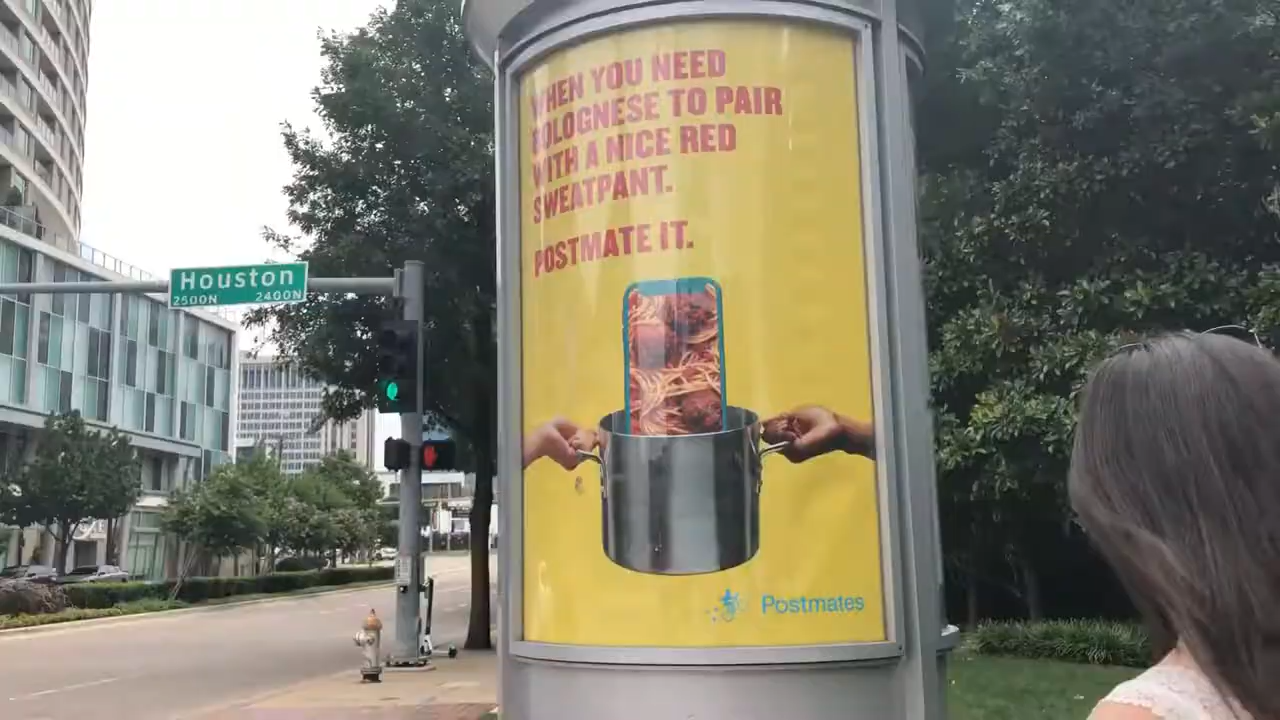 WHEN YOU NEED
BOLOGNESE TO PAIR
WITH A NICE RED
SWEATPANT.
POSTMATE IT.
Houston
2500N 2400N
Postmates